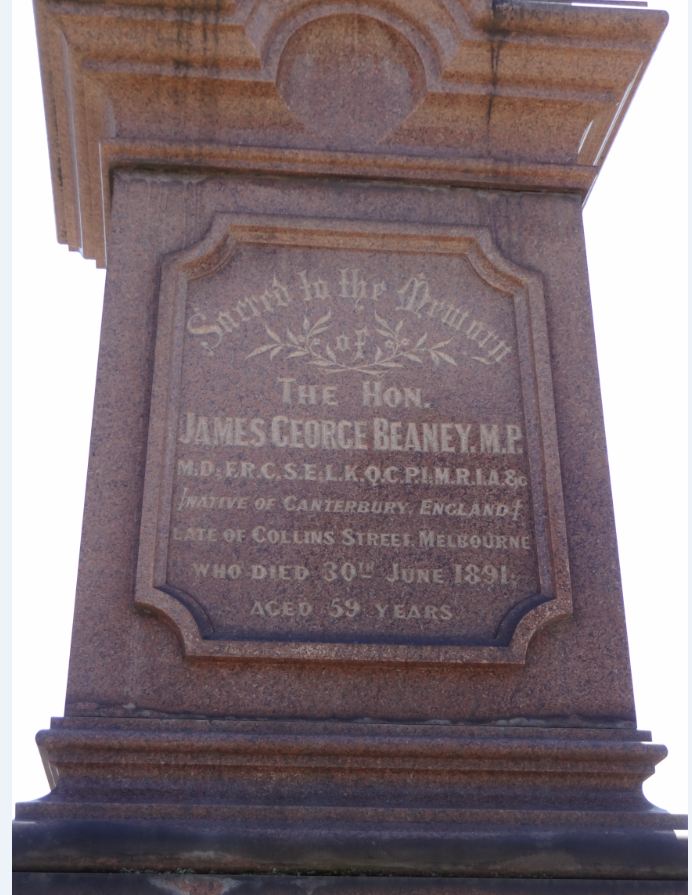 Sacred to the Memory
of
THE HON.
JAMES GEORGE BEANEY. M.P.
M.D., F.R.C.S.E., L.K.Q.C.P.I., M.R.I.A. &c
[NATIVE OF CANTERBURY, ENGLAND]
LATE OF COLLINS STREET MELBOURNE
WHO DIED 30TH JUNE 1891.
AGED 59 YEARS